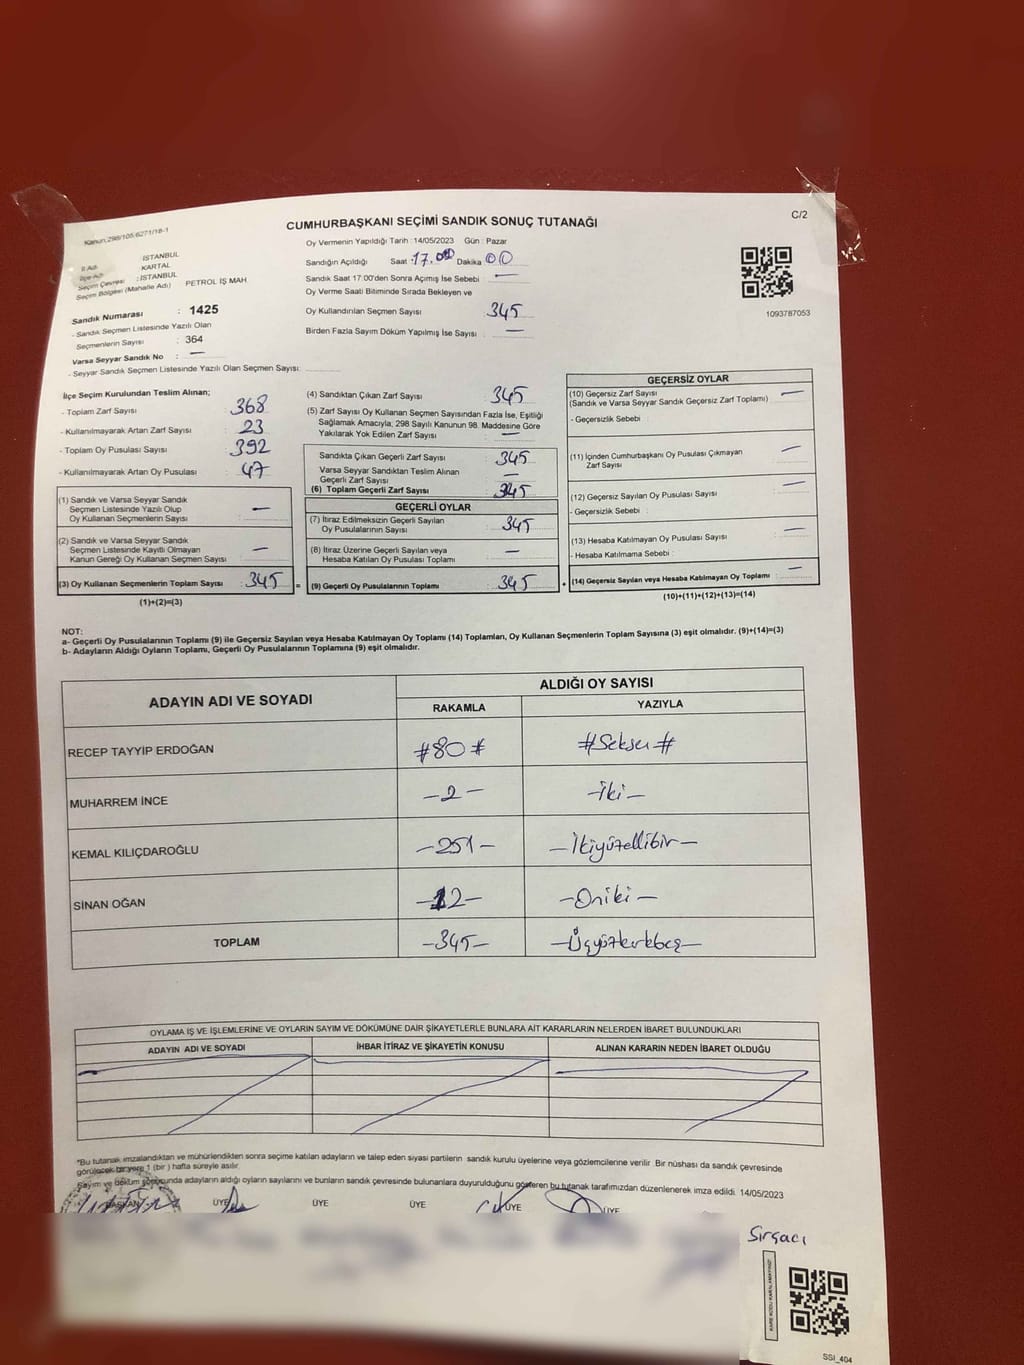 C/2
CUMHURBAŞKANI SEÇİMİ SANDIK SONUÇ TUTANAĞI
Kanun:298/105.6271/18-1
Oy Vermenin Yapıldığı Tarih : 14/05/2023 Gün : Pazar
İl Adı : İSTANBUL
İlçe Adı : KARTAL
Seçim Çevresi : İSTANBUL
Seçim Bölgesi (Mahalle Adı) PETROL İŞ MAH
Sandık Numarası : 1425
- Sandık Seçmen Listesinde Yazılı Olan
Seçmenlerin Sayısı : 364
Varsa Seyyar Sandık No : —
- Seyyar Sandık Seçmen Listesinde Yazılı Olan Seçmen Sayısı:
Sandığın Açıldığı Saat 17.00 Dakika 00
Sandık Saat 17:00'den Sonra Açımış İse Sebebi : —
Oy Verme Saati Bitiminde Sırada Bekleyen ve
Oy Kullandırılan Seçmen Sayısı : 345
Birden Fazla Sayım Döküm Yapılmış İse Sayısı : —
1093787053
İlçe Seçim Kurulundan Teslim Alınan;
- Toplam Zarf Sayısı : 368
- Kullanılmayarak Artan Zarf Sayısı : 23
- Toplam Oy Pusulası Sayısı : 392
- Kullanılmayarak Artan Oy Pusulası : 47
(1) Sandık ve Varsa Seyyar Sandık
Seçmen Listesinde Yazılı Olup
Oy Kullanan Seçmenlerin Sayısı : —
(2) Sandık ve Varsa Seyyar Sandık
Seçmen Listesinde Kayıtlı Olmayan
Kanun Gereği Oy Kullanan Seçmen Sayısı : —
(3) Oy Kullanan Seçmenlerin Toplam Sayısı : 345 =
(1)+(2)=(3)
(4) Sandıktan Çıkan Zarf Sayısı : 345
(5) Zarf Sayısı Oy Kullanan Seçmen Sayısından Fazla İse, Eşitliği
Sağlamak Amacıyla; 298 Sayılı Kanunun 98. Maddesine Göre
Yakılarak Yok Edilen Zarf Sayısı : —
Sandıkta Çıkan Geçerli Zarf Sayısı : 345
Varsa Seyyar Sandıktan Teslim Alınan
Geçerli Zarf Sayısı : —
(6) Toplam Geçerli Zarf Sayısı : 345
GEÇERLİ OYLAR
(7) İtiraz Edilmeksizin Geçerli Sayılan
Oy Pusulalarının Sayısı : 345
(8) İtiraz Üzerine Geçerli Sayılan veya
Hesaba Katılan Oy Pusulası Toplamı : —
(9) Geçerli Oy Pusulalarının Toplamı : 345
GEÇERSİZ OYLAR
(10) Geçersiz Zarf Sayısı : —
(Sandık ve Varsa Seyyar Sandık Geçersiz Zarf Toplamı)
- Geçersizlik Sebebi :
(11) İçinden Cumhurbaşkanı Oy Pusulası Çıkmayan
Zarf Sayısı : —
(12) Geçersiz Sayılan Oy Pusulası Sayısı : —
- Geçersizlik Sebebi :
(13) Hesaba Katılmayan Oy Pusulası Sayısı : —
- Hesaba Katılmama Sebebi :
(14) Geçersiz Sayılan veya Hesaba Katılmayan Oy Toplamı : —
(10)+(11)+(12)+(13)=(14)
NOT:
a- Geçerli Oy Pusulalarının Toplamı (9) ile Geçersiz Sayılan veya Hesaba Katılmayan Oy Toplamı (14) Toplamları, Oy Kullanan Seçmenlerin Toplam Sayısına (3) eşit olmalıdır. (9)+(14)=(3)
b- Adayların Aldığı Oyların Toplamı, Geçerli Oy Pusulalarının Toplamına (9) eşit olmalıdır.
ADAYIN ADI VE SOYADI ALDIĞI OY SAYISI
RAKAMLA YAZIYLA
RECEP TAYYİP ERDOĞAN #80# #Seksen#
MUHARREM İNCE -2- -İki-
KEMAL KILIÇDAROĞLU -251- -İkiyüzellibir-
SİNAN OĞAN -12- -Oniki-
TOPLAM -345- -Üçyüzkırkbeş-
OYLAMA İŞ VE İŞLEMLERİNE VE OYLARIN SAYIM VE DÖKÜMÜNE DAİR ŞİKAYETLERLE BUNLARA AİT KARARLARIN NELERDEN İBARET BULUNDUKLARI
ADAYIN ADI VE SOYADI İHBAR İTİRAZ VE ŞİKAYETİN KONUSU ALINAN KARARIN NEDEN İBARET OLDUĞU
*Bu tutanak imzalandıktan ve mühürlendikten sonra seçime katılan adayların ve talep eden siyasi partilerin sandık kurulu üyelerine veya gözlemcilerine verilir. Bir nüshası da sandık çevresinde
görülecek bir yere 1 (bir) hafta süreyle asılır.
Sayım ve döküm sonucunda adayların aldığı oyların sayılarını ve bunların sandık çevresinde bulunanlara duyurulduğunu gösteren bu tutanak tarafımızdan düzenlenerek imza edildi. 14/05/2023
BAŞKAN ÜYE ÜYE ÜYE ÜYE ÜYE
Sırçacı
SSI_404